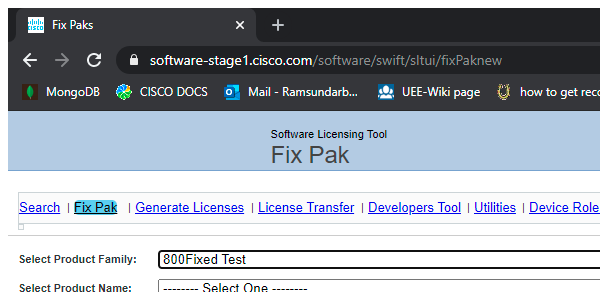 Fix Paks
software-stage1.cisco.com/software/swift/sltui/fixPaknew
MongoDB CISCO DOCS Mail - Ramsundarb... UEE-Wiki page how to get reco
Software Licensing Tool
Fix Pak
Search | Fix Pak | Generate Licenses | License Transfer | Developers Tool | Utilities | Device Role
Select Product Family: 800Fixed Test
Select Product Name: -------- Select One --------